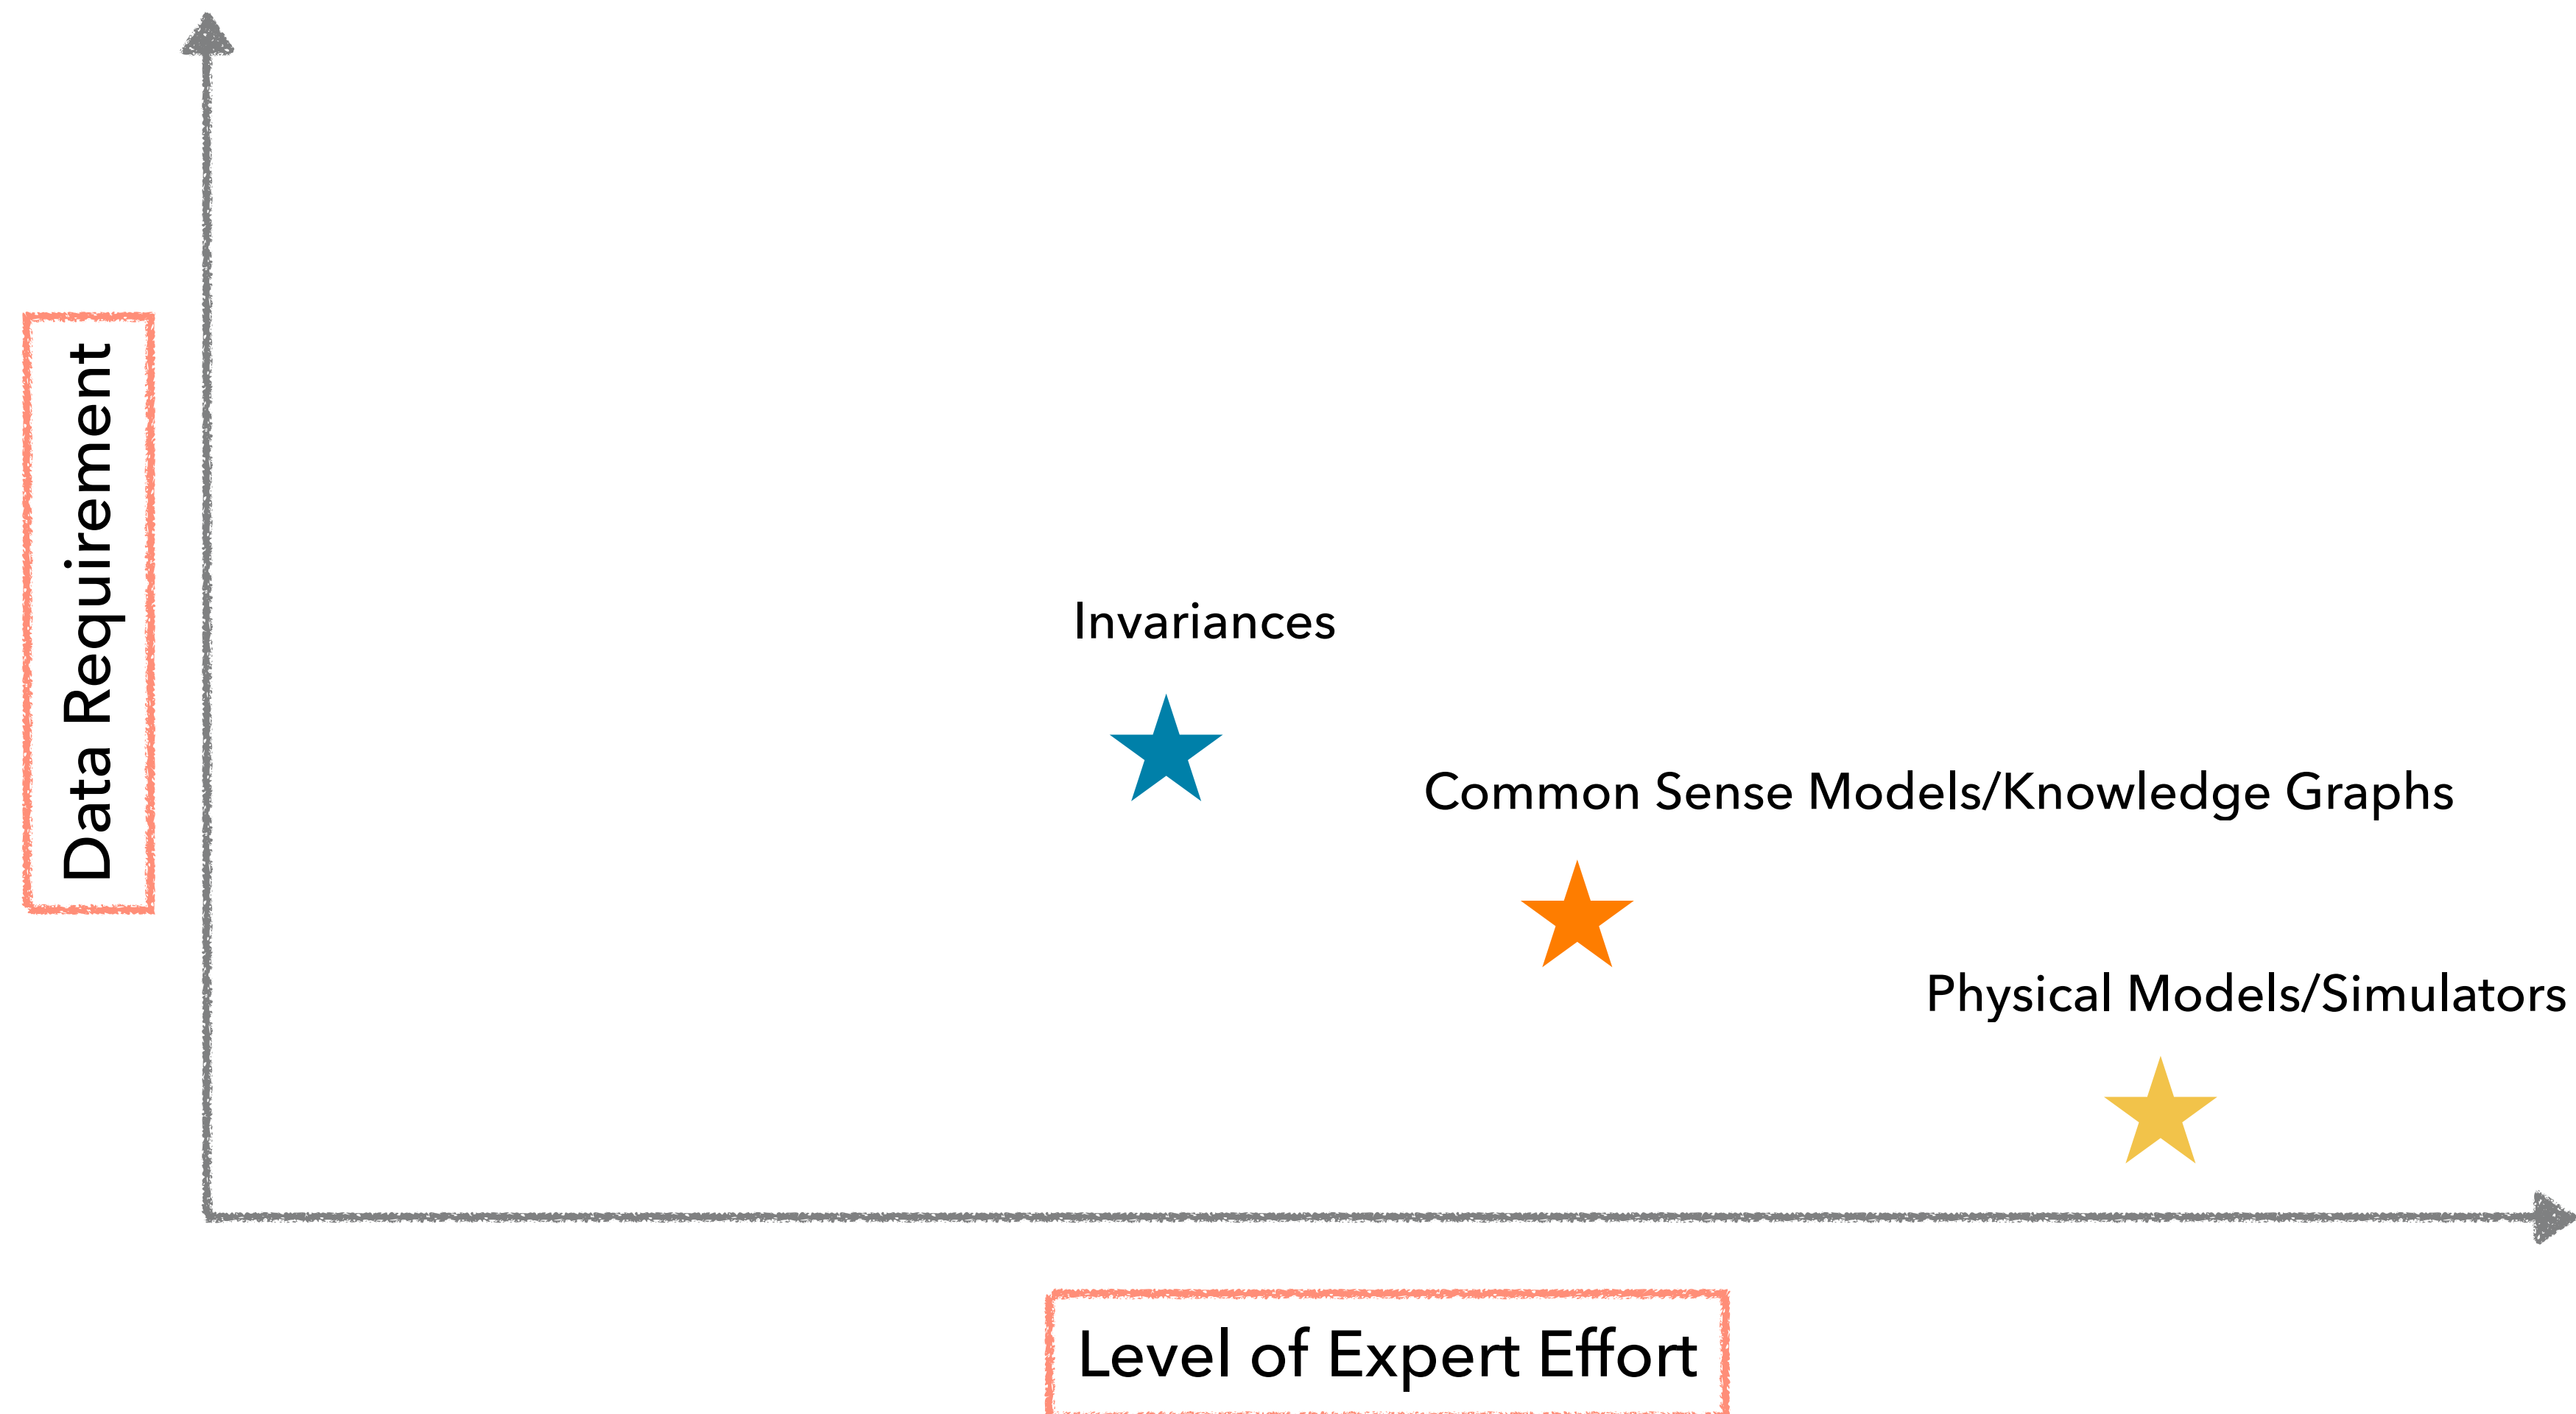 Data Requirement
Invariances
Common Sense Models/Knowledge Graphs
Physical Models/Simulators
Level of Expert Effort